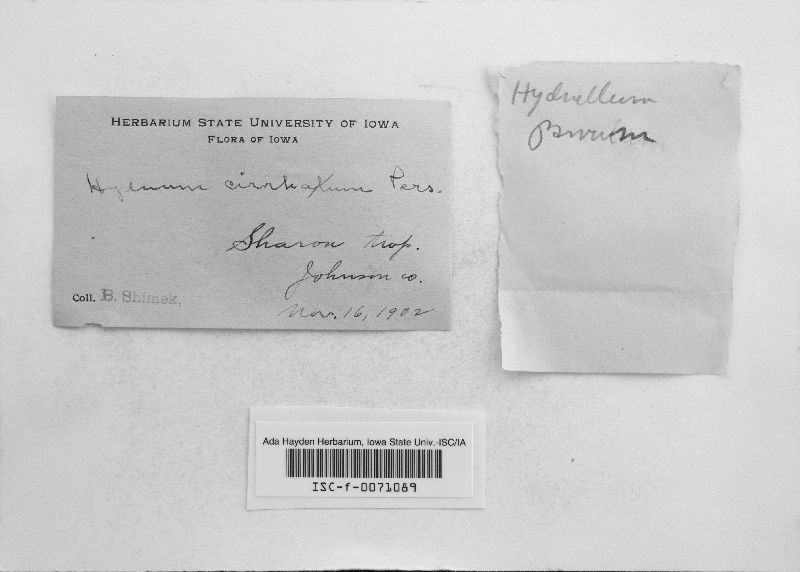 HERBARIUM STATE UNIVERSITY OF IOWA
FLORA OF IOWA
Hydnum cirrhatum Pers.
Sharon twp.
Johnson co.
Coll. B. Shimek,
Nov. 16, 1902
Hydnellum
Ada Hayden Herbarium, Iowa State Univ.-ISC/IA
ISC-f-0071089